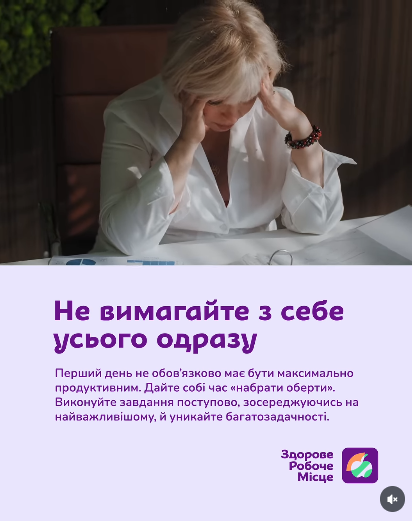 Не вимагайте з себе
усього одразу
Перший день не обов'язково має бути максимально
продуктивним. Дайте собі час «набрати оберти».
Виконуйте завдання поступово, зосереджуючись на
найважливішому, й уникайте багатозадачності.
Здорове
Робоче
Місце